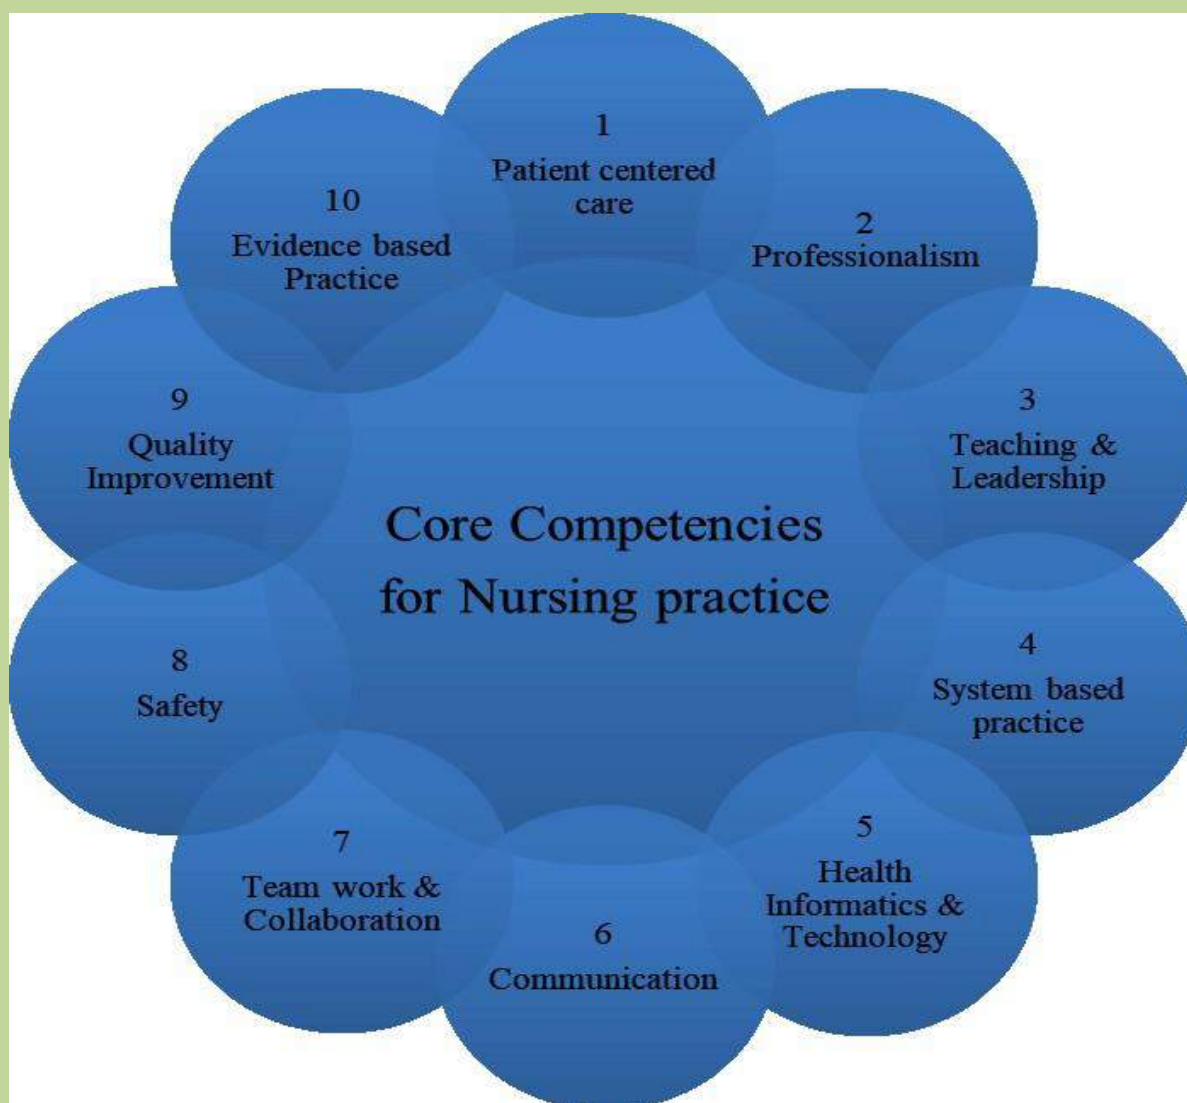 1
Patient centered
care
2
Professionalism
3
Teaching &
Leadership
4
System based
practice
5
Health
Informatics &
Technology
6
Communication
7
Team work &
Collaboration
8
Safety
9
Quality
Improvement
10
Evidence based
Practice
Core Competencies
for Nursing practice